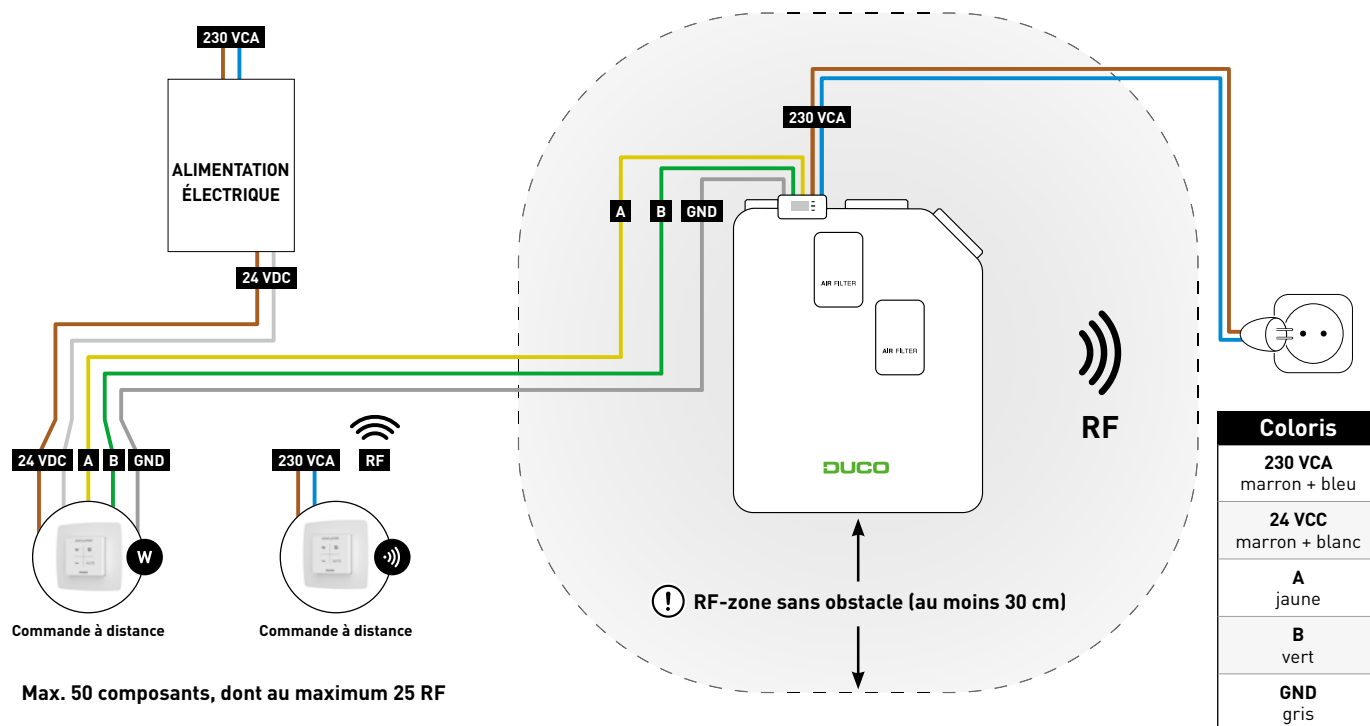 230 VCA
ALIMENTATION
ÉLECTRIQUE
24 VDC
24 VDC
A
B
GND
W
Commande à distance
230 VCA
RF
Commande à distance
Max. 50 composants, dont au maximum 25 RF
A
B
GND
230 VCA
AIR FILTER
AIR FILTER
DUCO
RF
! RF-zone sans obstacle (au moins 30 cm)
Coloris
230 VCA
marron + bleu
24 VCC
marron + blanc
A
jaune
B
vert
GND
gris